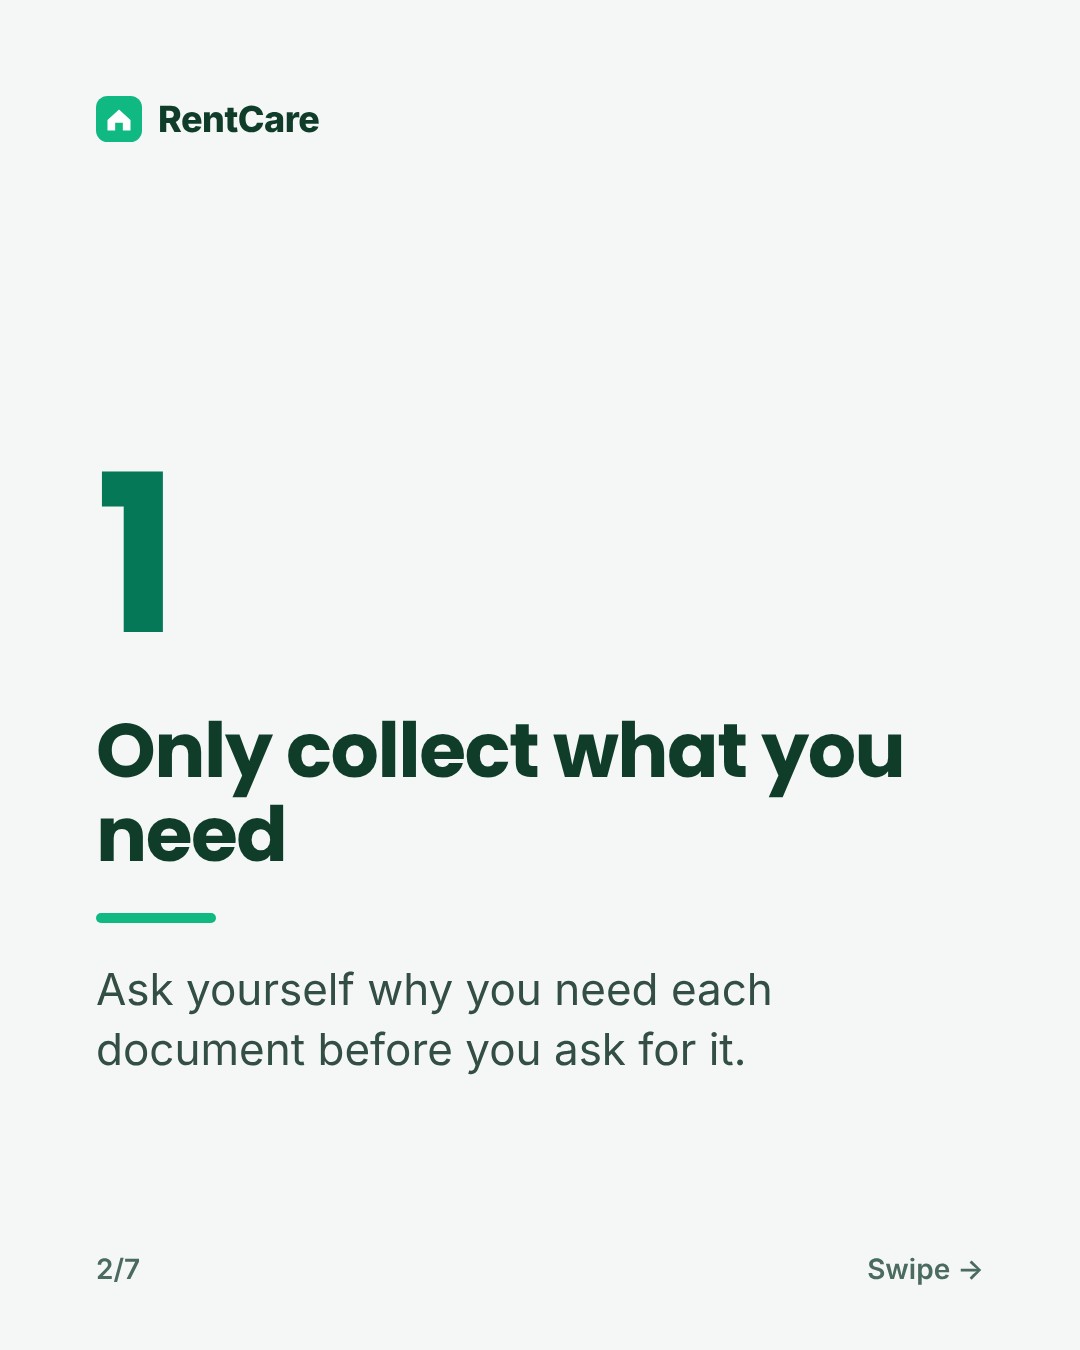 RentCare
1
Only collect what you
need
Ask yourself why you need each
document before you ask for it.
2/7
Swipe →